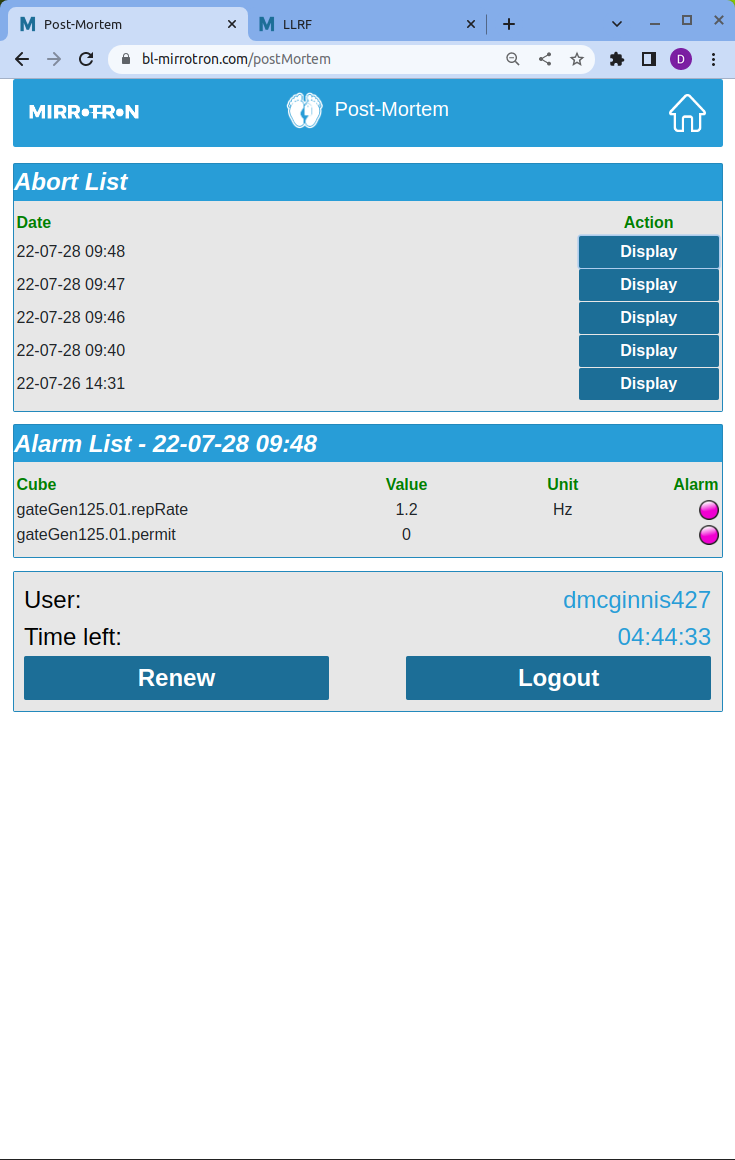 Post-Mortem LLRF
bl-mirrotron.com/postMortem D
MIRR•TR•N Post-Mortem
Abort List
Date Action
22-07-28 09:48 Display
22-07-28 09:47 Display
22-07-28 09:46 Display
22-07-28 09:40 Display
22-07-26 14:31 Display
Alarm List - 22-07-28 09:48
Cube Value Unit Alarm
gateGen125.01.repRate 1.2 Hz
gateGen125.01.permit 0
User: dmcginnis427
Time left: 04:44:33
Renew Logout